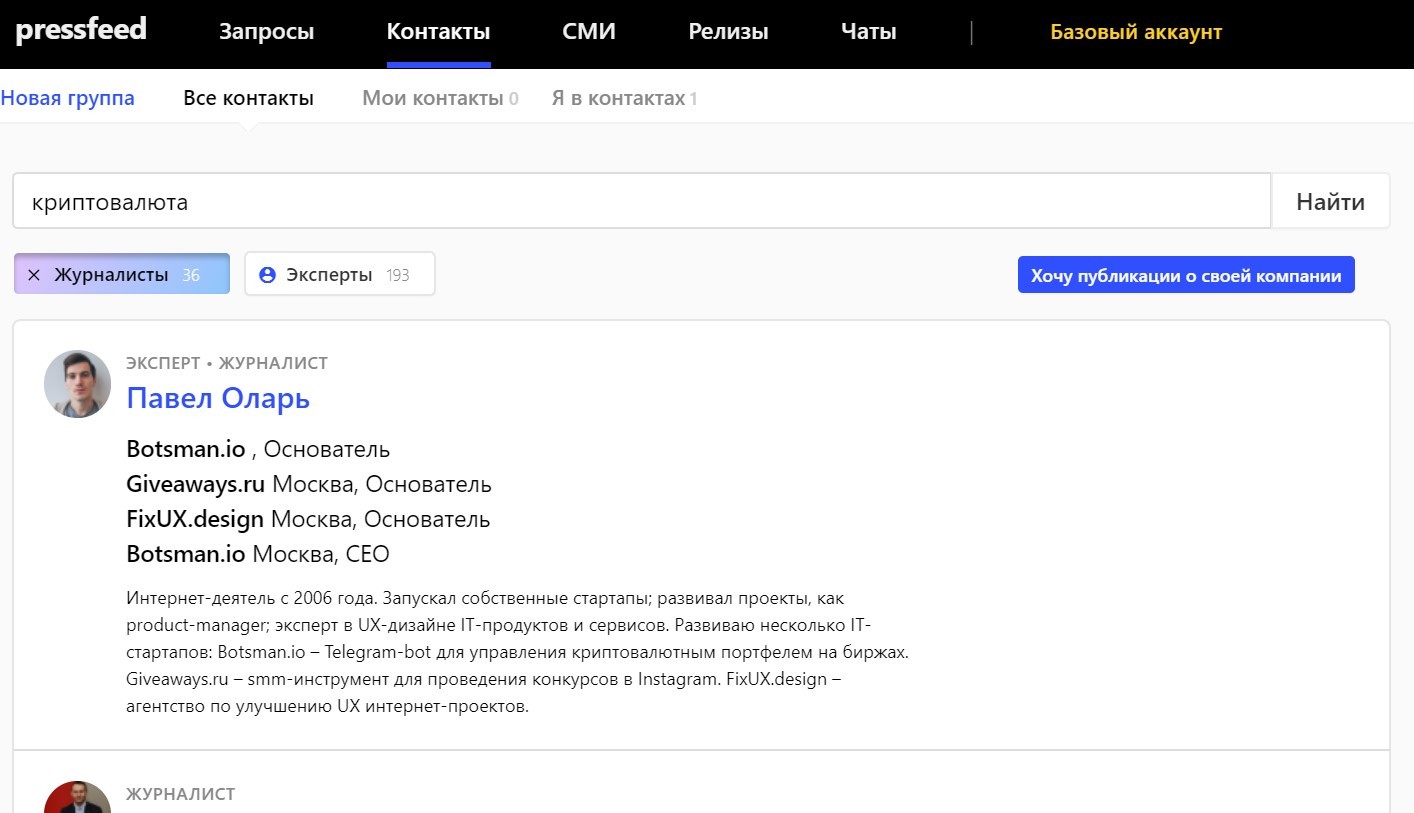 pressfeed Запросы Контакты СМИ Релизы Чаты | Базовый аккаунт
Новая группа Все контакты Мои контакты 0 Я в контактах 1
криптовалюта Найти
× Журналисты 36 Эксперты 193 Хочу публикации о своей компании
ЭКСПЕРТ • ЖУРНАЛИСТ
Павел Оларь
Botsman.io , Основатель
Giveaways.ru Москва, Основатель
FixUX.design Москва, Основатель
Botsman.io Москва, CEO
Интернет-деятель с 2006 года. Запускал собственные стартапы; развивал проекты, как
product-manager; эксперт в UX-дизайне IT-продуктов и сервисов. Развиваю несколько IT-
стартапов: Botsman.io – Telegram-bot для управления криптовалютным портфелем на биржах.
Giveaways.ru – smm-инструмент для проведения конкурсов в Instagram. FixUX.design –
агентство по улучшению UX интернет-проектов.
ЖУРНАЛИСТ